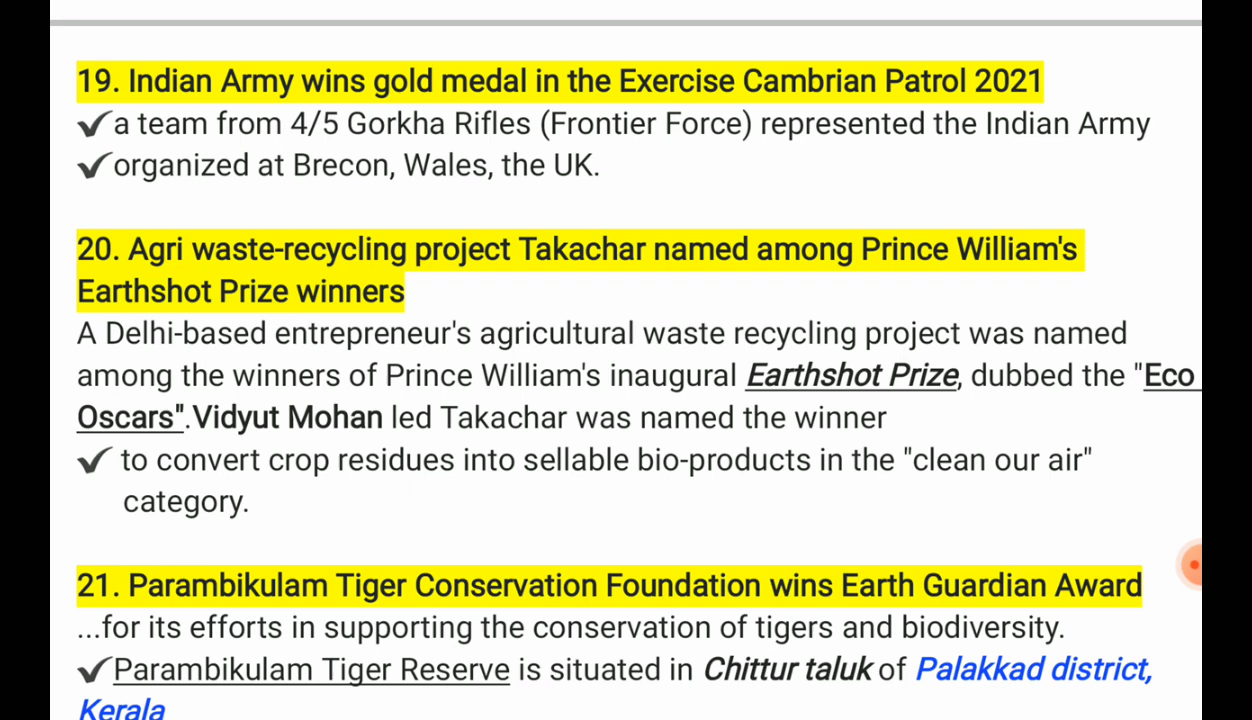 19. Indian Army wins gold medal in the Exercise Cambrian Patrol 2021
✔a team from 4/5 Gorkha Rifles (Frontier Force) represented the Indian Army
✔organized at Brecon, Wales, the UK.
20. Agri waste-recycling project Takachar named among Prince William's
Earthshot Prize winners
A Delhi-based entrepreneur's agricultural waste recycling project was named
among the winners of Prince William's inaugural Earthshot Prize, dubbed the "Eco
Oscars".Vidyut Mohan led Takachar was named the winner
✔ to convert crop residues into sellable bio-products in the "clean our air"
category.
21. Parambikulam Tiger Conservation Foundation wins Earth Guardian Award
...for its efforts in supporting the conservation of tigers and biodiversity.
✔Parambikulam Tiger Reserve is situated in Chittur taluk of Palakkad district,
Kerala